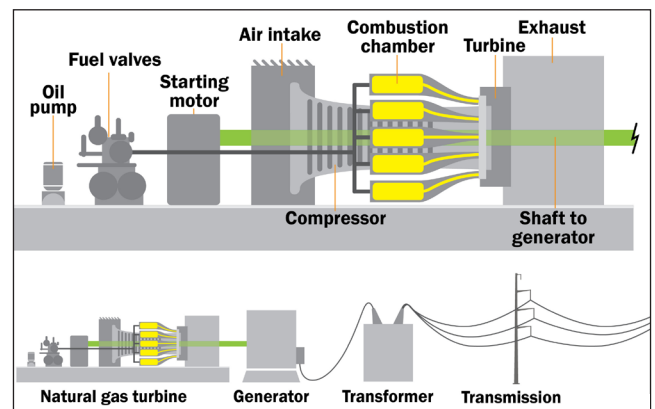 Oil
pump
Fuel valves
Starting
motor
Air intake
Combustion
chamber
Turbine
Exhaust
Compressor
Shaft to
generator
Natural gas turbine
Generator
Transformer
Transmission